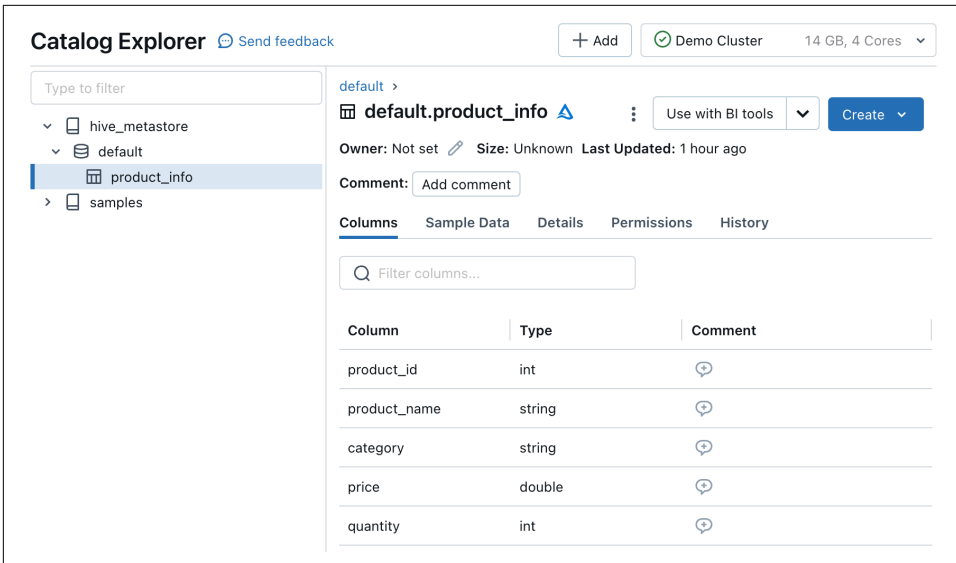 Catalog Explorer Send feedback
+ Add
Demo Cluster 14 GB, 4 Cores
Type to filter
hive_metastore
default
product_info
samples
default >
default.product_info
Use with BI tools
Create
Owner: Not set Size: Unknown Last Updated: 1 hour ago
Comment: Add comment
Columns Sample Data Details Permissions History
Filter columns...
Column Type Comment
product_id int
product_name string
category string
price double
quantity int